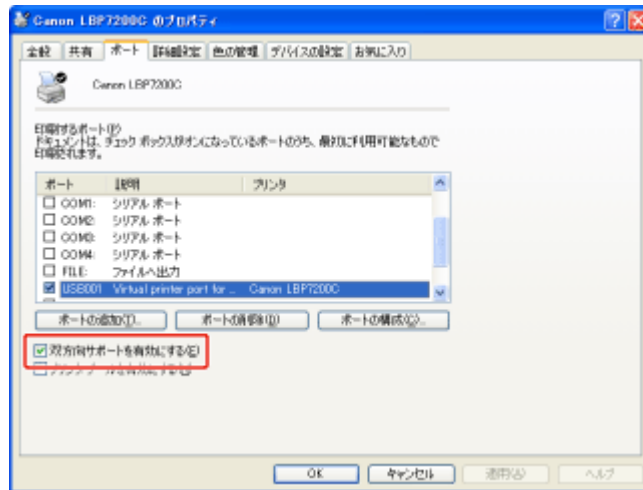 Canon LBP7200C のプロパティ
全般 共有 ポート 詳細設定 色の管理 デバイスの設定 お気に入り
Canon LBP7200C
印刷するポート(P)
ドキュメントは、チェック ボックスがオンになっているポートのうち、最初に利用可能なもので
印刷されます。
ポート 説明 プリンタ
COM1: シリアル ポート
COM2: シリアル ポート
COM3: シリアル ポート
COM4: シリアル ポート
FILE: ファイルへ出力
USB001 Virtual printer port for ... Canon LBP7200C
ポートの追加(T)... ポートの削除(D) ポートの構成(C)...
双方向サポートを有効にする(E)
OK キャンセル 適用(A) ヘルプ